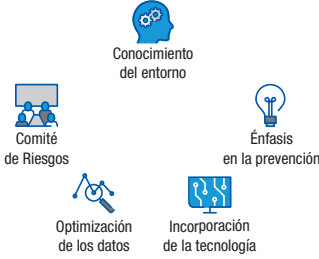 Conocimiento
del entorno
Comité
de Riesgos
Énfasis
en la prevención
Optimización
de los datos
Incorporación
de la tecnología